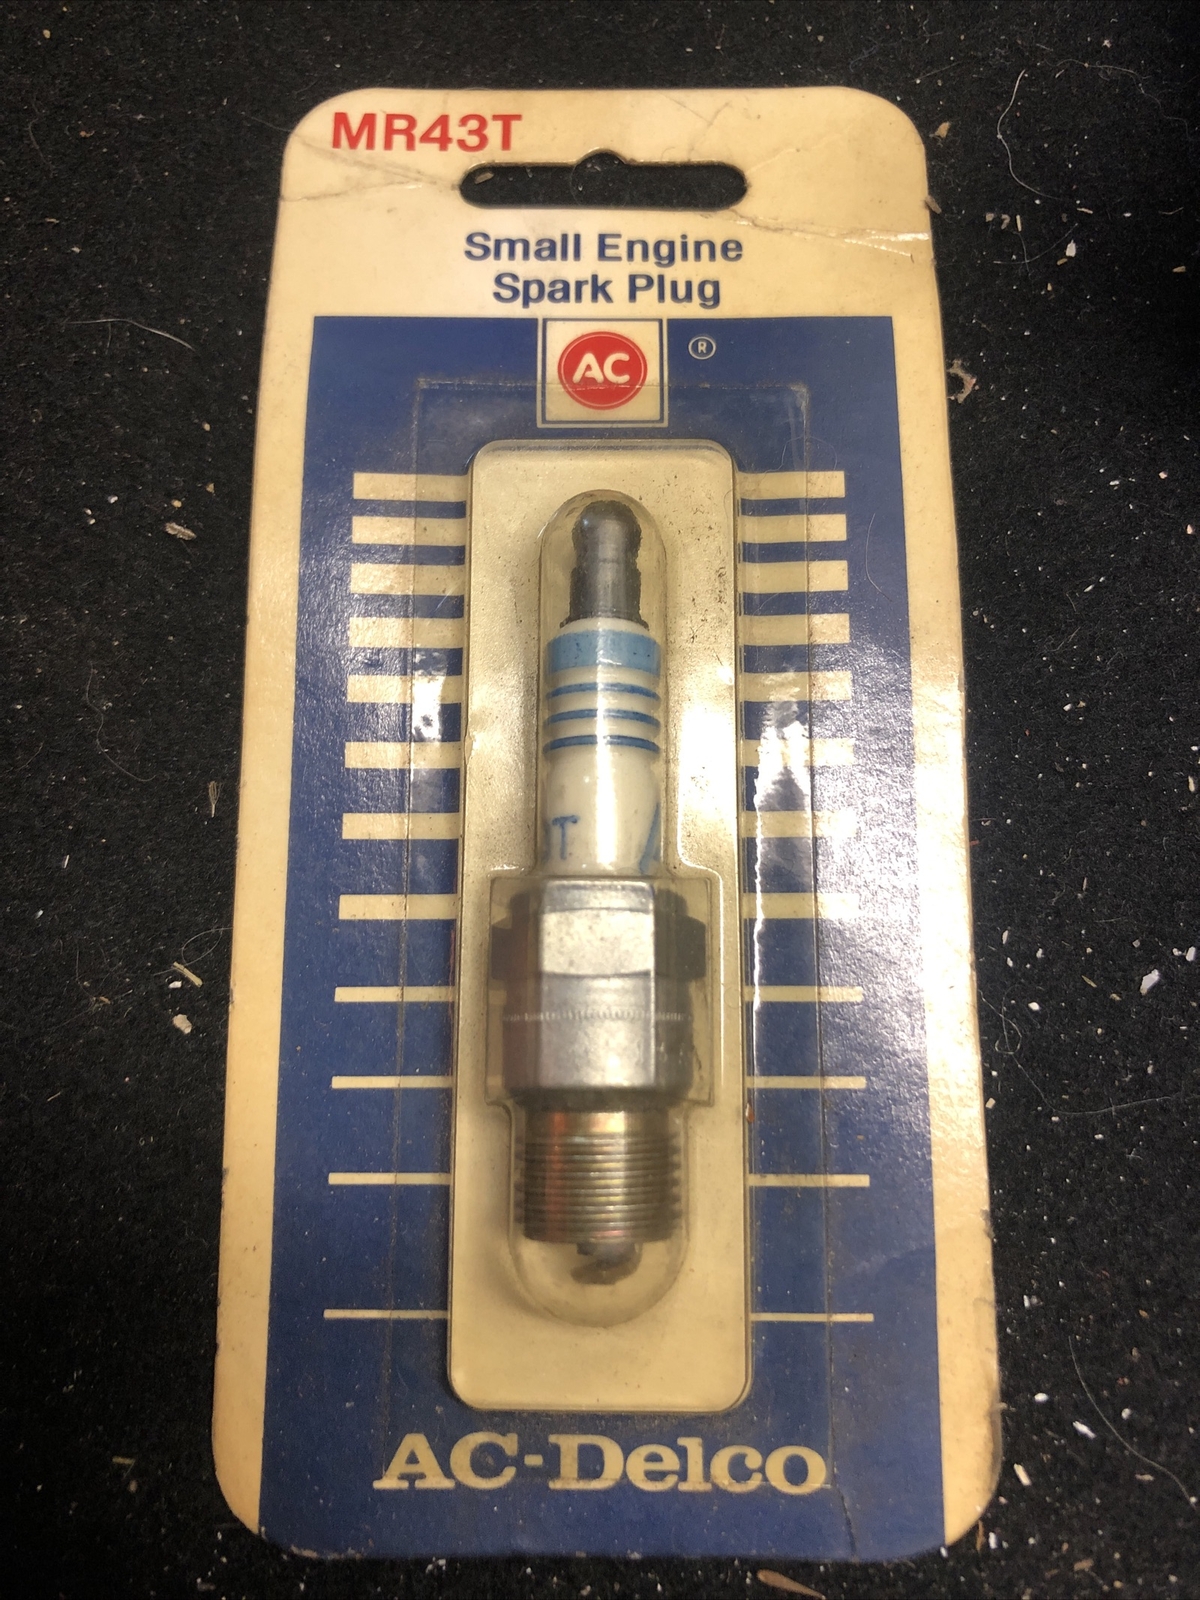 MR43T
Small Engine
Spark Plug
AC
®
T
AC-Delco